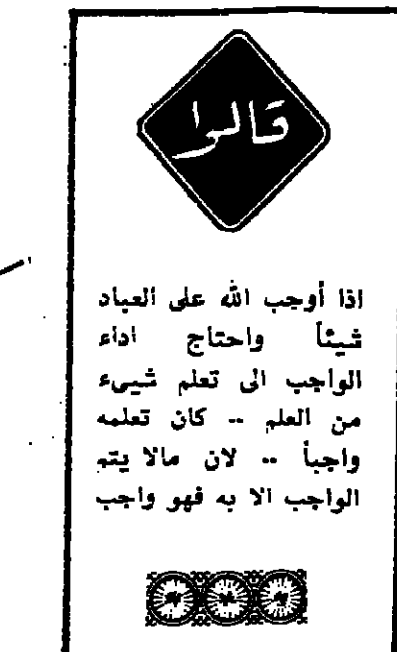 قالوا
اذا أوجب الله على العباد
شيئاً واحتاج اداء
الواجب الى تعلم شيىء
من العلم .. كان تعلمه
واجباً .. لان مالا يتم
الواجب الا به فهو واجب